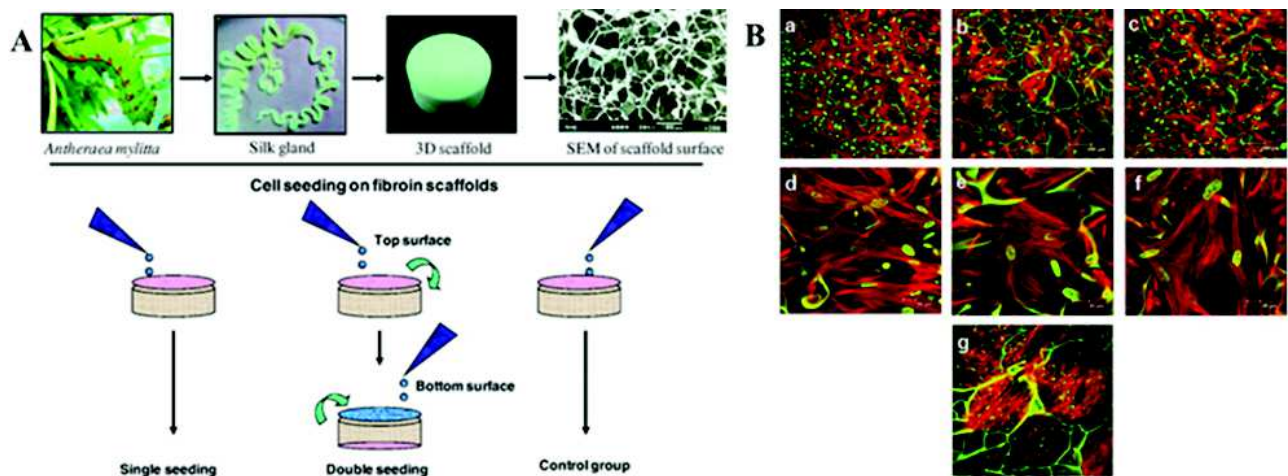 A
B
Antheraea mylitta
Silk gland
3D scaffold
SEM of scaffold surface
Cell seeding on fibroin scaffolds
Top surface
Bottom surface
Single seeding
Double seeding
Control group
a
b
c
d
e
f
g